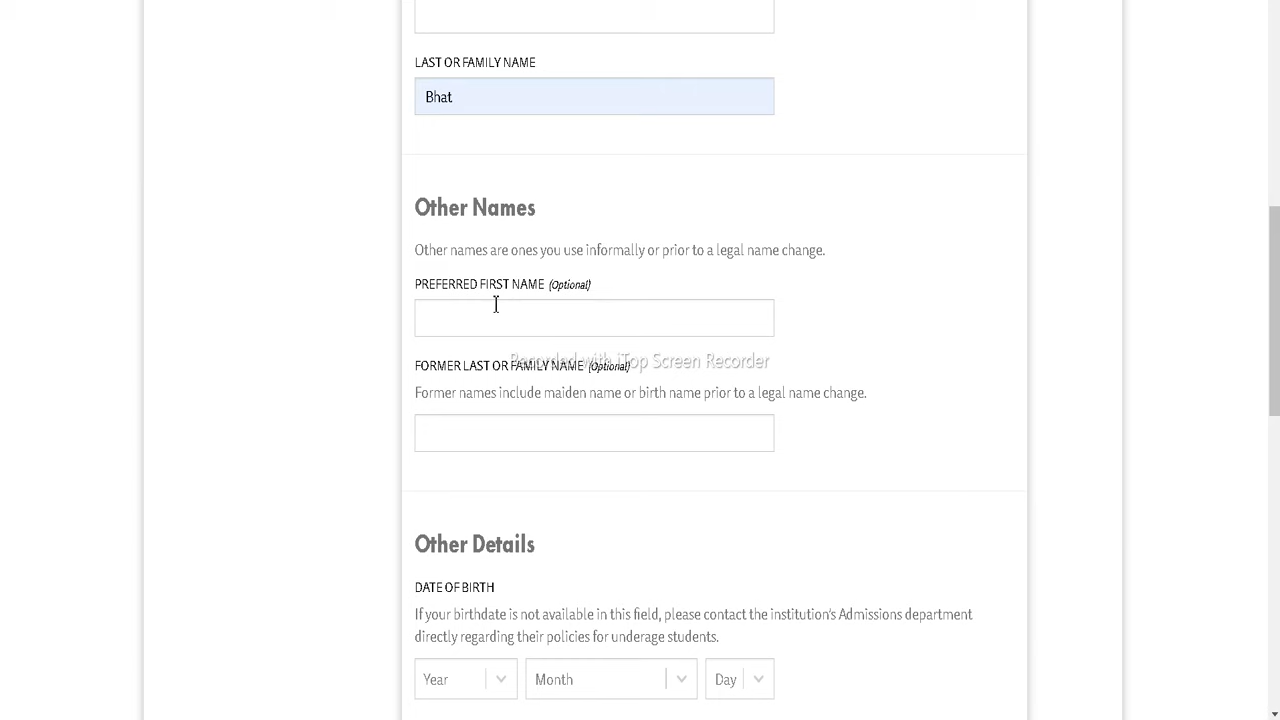 LAST OR FAMILY NAME
Bhat
Other Names
Other names are ones you use informally or prior to a legal name change.
PREFERRED FIRST NAME (Optional)
Recorded with iTop Screen Recorder
FORMER LAST OR FAMILY NAME (Optional)
Former names include maiden name or birth name prior to a legal name change.
Other Details
DATE OF BIRTH
If your birthdate is not available in this field, please contact the institution's Admissions department
directly regarding their policies for underage students.
Year Month Day